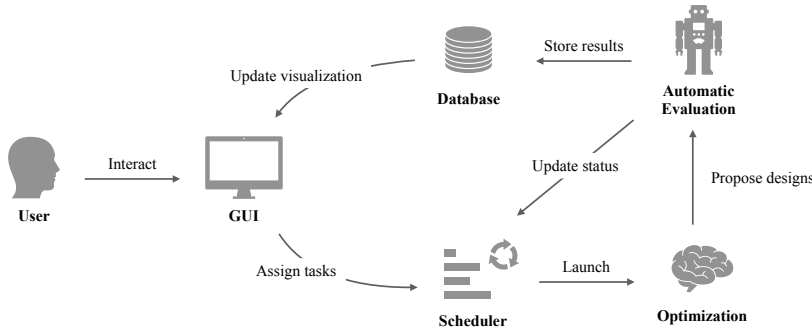 Store results
Update visualization
Database
Automatic
Evaluation
Interact
Update status
Propose designs
User
GUI
Assign tasks
Launch
Scheduler
Optimization